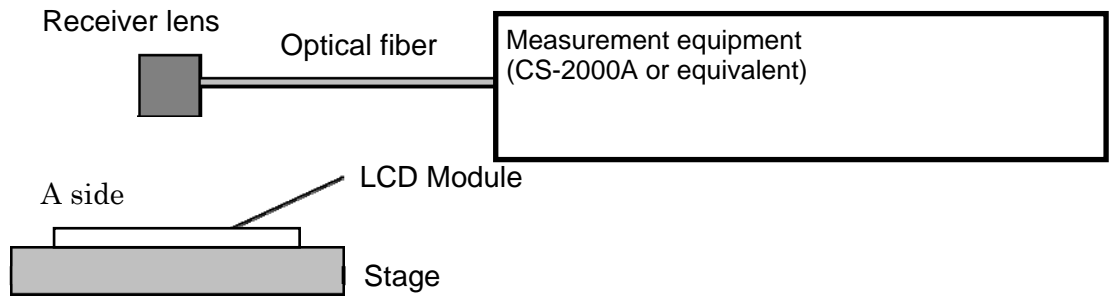 Receiver lens
Optical fiber
Measurement equipment
(CS-2000A or equivalent)
LCD Module
A side
Stage